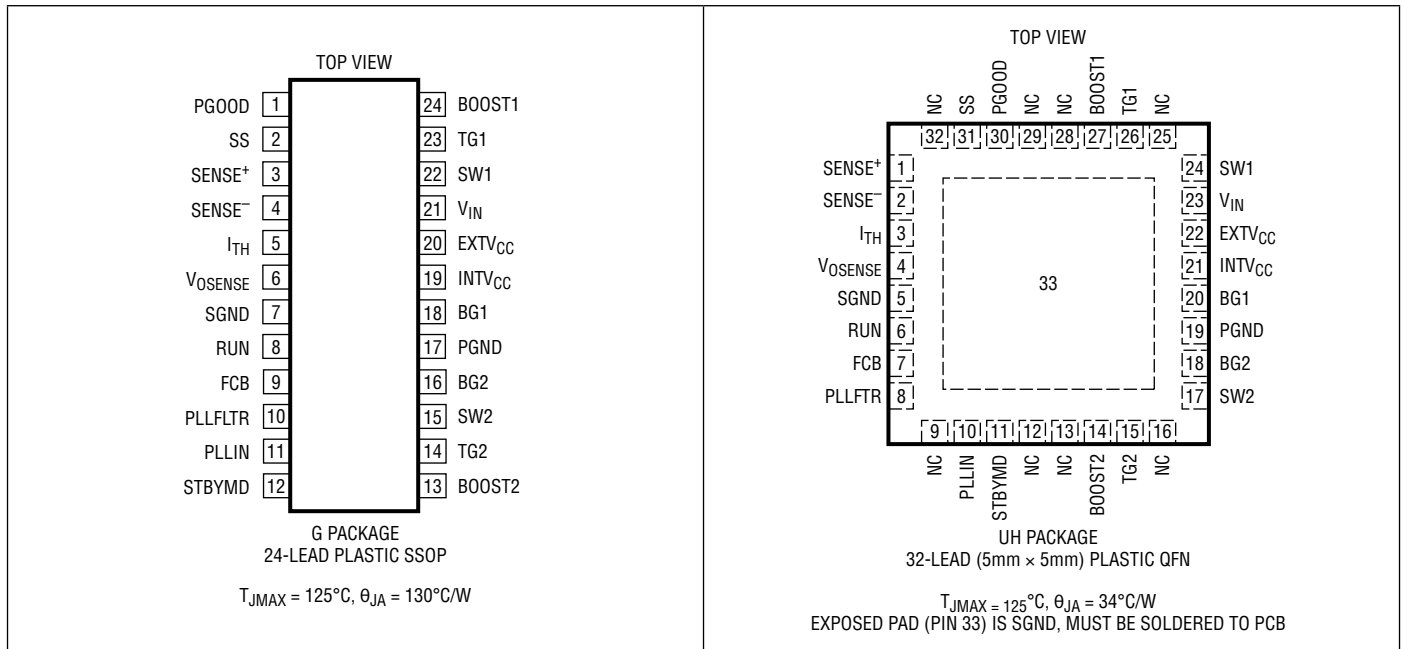 TOP VIEW
PGOOD 1
SS 2
SENSE+ 3
SENSE– 4
ITH 5
VOSENSE 6
SGND 7
RUN 8
FCB 9
PLLFLTR 10
PLLIN 11
STBYMD 12
24 BOOST1
23 TG1
22 SW1
21 VIN
20 EXTVCC
19 INTVCC
18 BG1
17 PGND
16 BG2
15 SW2
14 TG2
13 BOOST2
G PACKAGE
24-LEAD PLASTIC SSOP
TJMAX = 125°C, θJA = 130°C/W
TOP VIEW
NC SS PGOOD NC NC BOOST1 TG1 NC
32 31 30 29 28 27 26 25
SENSE+ 1
SENSE– 2
ITH 3
VOSENSE 4
SGND 5
RUN 6
FCB 7
PLLFTR 8
33
24 SW1
23 VIN
22 EXTVCC
21 INTVCC
20 BG1
19 PGND
18 BG2
17 SW2
9 10 11 12 13 14 15 16
NC PLLIN STBYMD NC NC BOOST2 TG2 NC
UH PACKAGE
32-LEAD (5mm × 5mm) PLASTIC QFN
TJMAX = 125°C, θJA = 34°C/W
EXPOSED PAD (PIN 33) IS SGND, MUST BE SOLDERED TO PCB